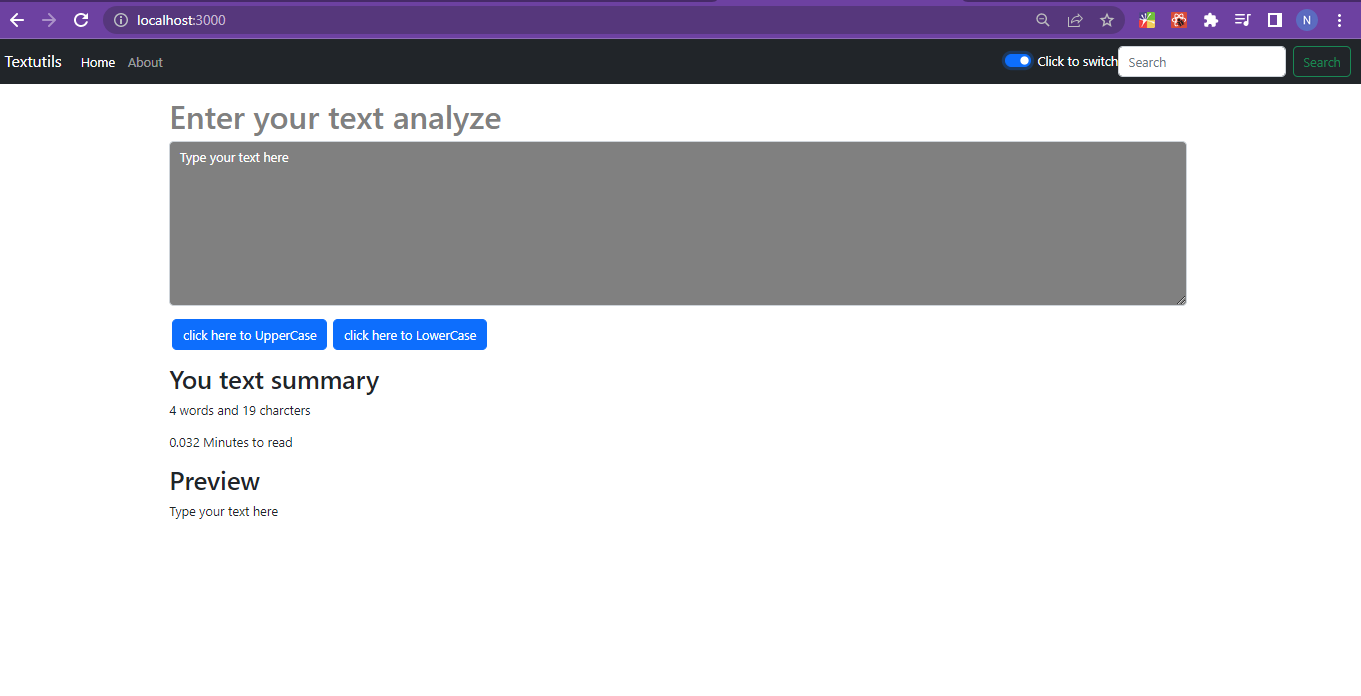 localhost:3000
N
Textutils Home About Click to switch Search Search
Enter your text analyze
Type your text here
click here to UpperCase click here to LowerCase
You text summary
4 words and 19 charcters
0.032 Minutes to read
Preview
Type your text here